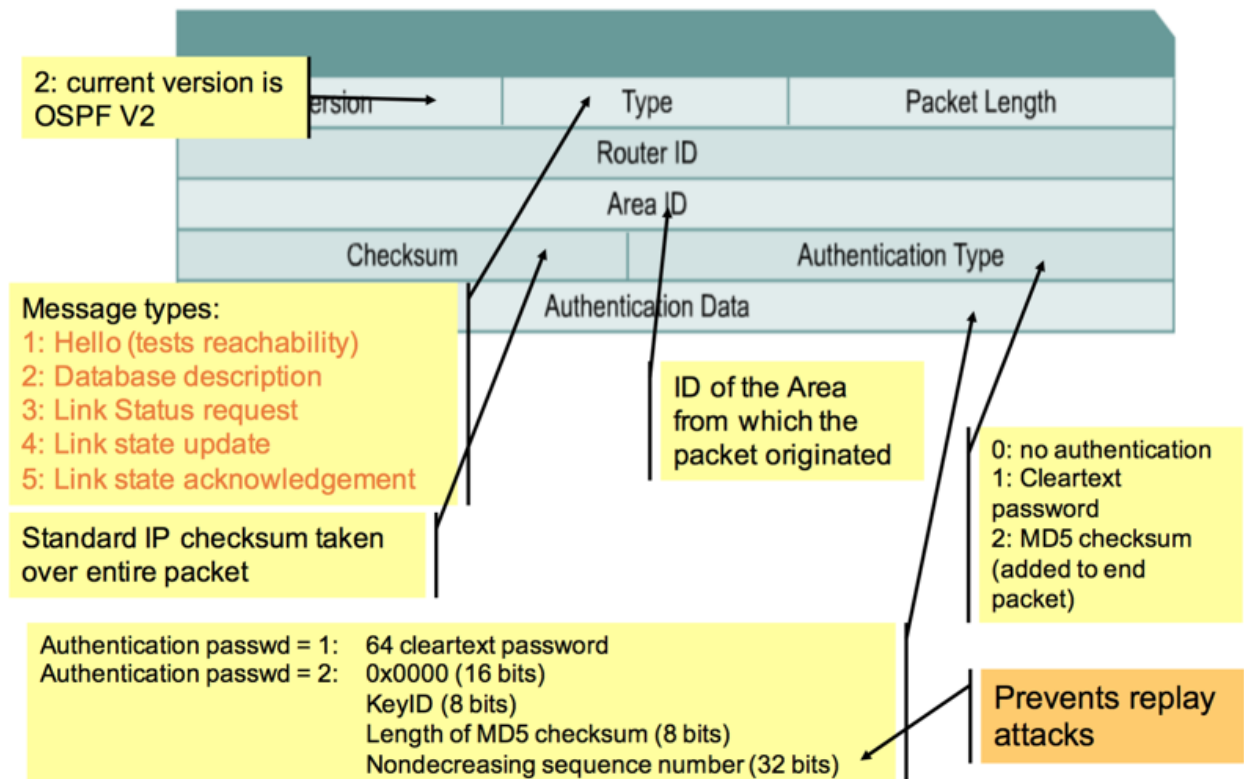 2: current version is
OSPF V2
ersion
Type
Packet Length
Router ID
Area ID
Checksum
Authentication Type
Authentication Data
Message types:
1: Hello (tests reachability)
2: Database description
3: Link Status request
4: Link state update
5: Link state acknowledgement
ID of the Area
from which the
packet originated
0: no authentication
1: Cleartext
password
2: MD5 checksum
(added to end
packet)
Standard IP checksum taken
over entire packet
Authentication passwd = 1: 64 cleartext password
Authentication passwd = 2: 0x0000 (16 bits)
KeyID (8 bits)
Length of MD5 checksum (8 bits)
Nondecreasing sequence number (32 bits)
Prevents replay
attacks